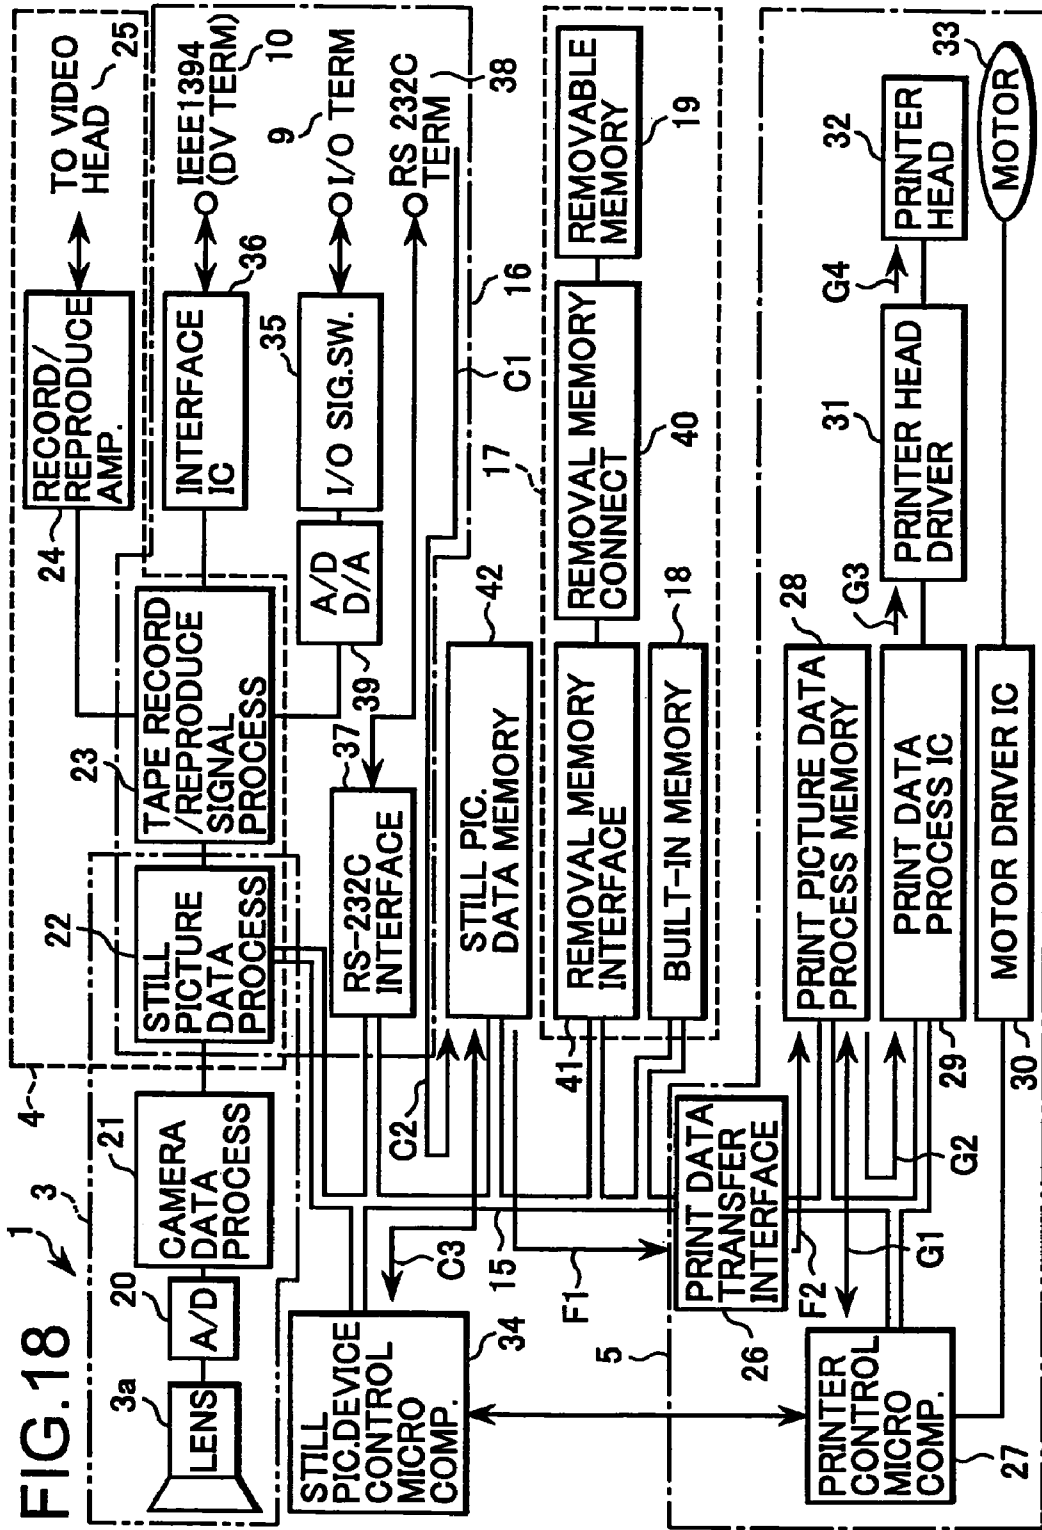 FIG.18
1
3
4
3a
LENS
20
A/D
21
CAMERA
DATA
PROCESS
22
STILL
PICTURE
DATA
PROCESS
23
TAPE RECORD
/REPRODUCE
SIGNAL
PROCESS
24
RECORD/
REPRODUCE
AMP.
TO VIDEO
HEAD
25
INTERFACE
IC
36
IEEE1394
(DV TERM)
10
A/D
D/A
39
I/O SIG.SW.
35
I/O TERM
9
RS-232C
INTERFACE
37
RS 232C
TERM
38
C1
16
C2
STILL PIC.
DATA MEMORY
42
C3
STILL
PIC.DEVICE
CONTROL
MICRO
COMP.
34
15
F1
17
REMOVAL MEMORY
INTERFACE
41
REMOVAL MEMORY
CONNECT
40
REMOVABLE
MEMORY
19
BUILT-IN MEMORY
18
5
PRINT DATA
TRANSFER
INTERFACE
26
F2
G1
G2
PRINTER
CONTROL
MICRO
COMP.
27
PRINT PICTURE DATA
PROCESS MEMORY
28
PRINT DATA
PROCESS IC
29
G3
PRINTER HEAD
DRIVER
31
G4
PRINTER
HEAD
32
MOTOR DRIVER IC
30
MOTOR
33